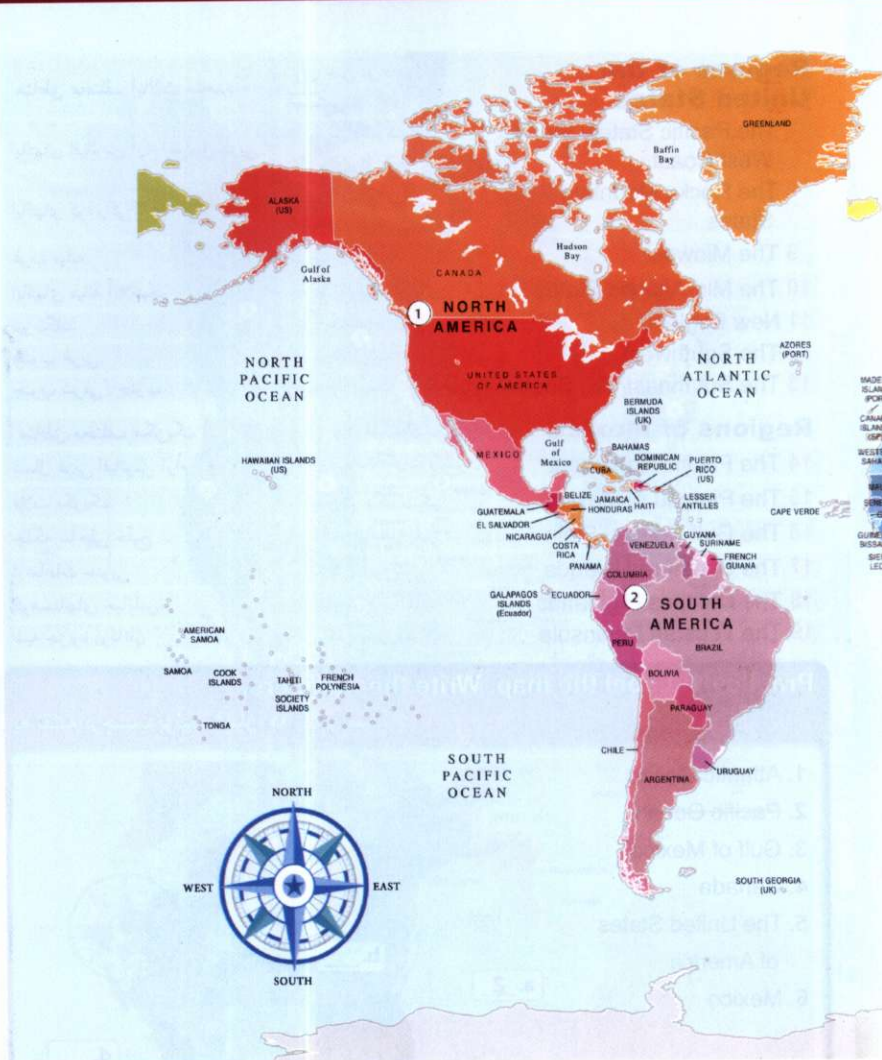 GREENLAND
Baffin
Bay
ALASKA
(US)
Hudson
Bay
Gulf of
Alaska
CANADA
1
NORTH
AMERICA
NORTH
PACIFIC
OCEAN
UNITED STATES
OF AMERICA
NORTH
ATLANTIC
OCEAN
AZORES
(PORT)
BERMUDA
ISLANDS
(UK)
HAWAIIAN ISLANDS
(US)
MEXICO
Gulf
of
Mexico
BAHAMAS
CUBA
DOMINICAN
REPUBLIC
PUERTO
RICO
(US)
BELIZE
JAMAICA
HAITI
LESSER
ANTILLES
GUATEMALA
HONDURAS
EL SALVADOR
NICARAGUA
COSTA
RICA
PANAMA
CAPE VERDE
VENEZUELA
GUYANA
SURINAME
FRENCH
GUIANA
COLUMBIA
GALAPAGOS
ISLANDS
(Ecuador)
ECUADOR
2
SOUTH
AMERICA
PERU
BRAZIL
AMERICAN
SAMOA
SAMOA
COOK
ISLANDS
TAHITI
SOCIETY
ISLANDS
FRENCH
POLYNESIA
TONGA
BOLIVIA
PARAGUAY
CHILE
ARGENTINA
URUGUAY
SOUTH
PACIFIC
OCEAN
NORTH
WEST
EAST
SOUTH
SOUTH GEORGIA
(UK)